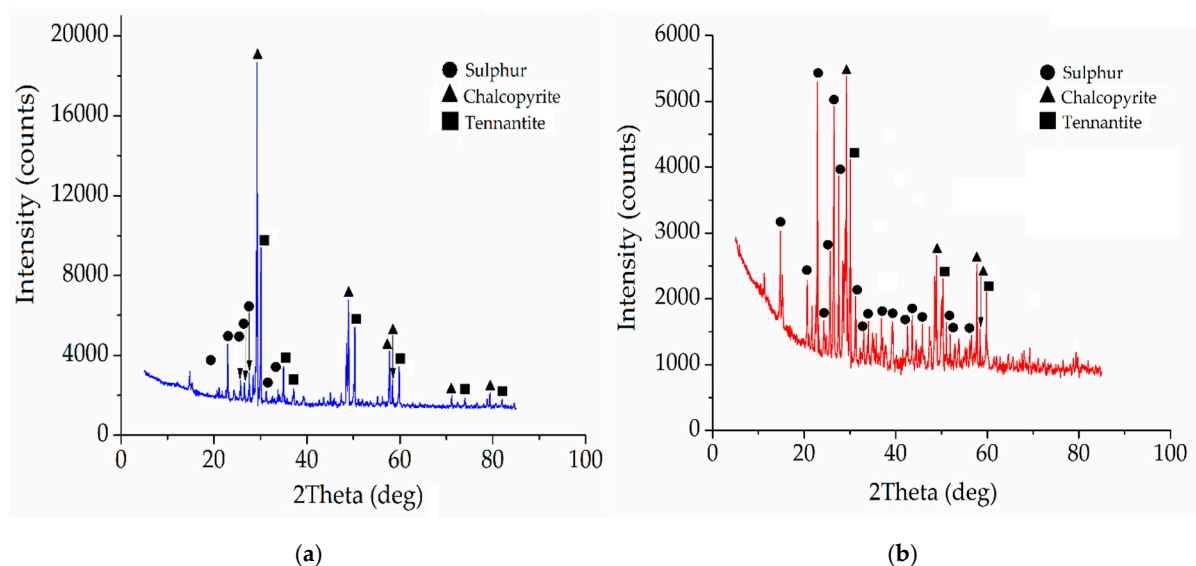 20000
16000
12000
8000
4000
0
Intensity (counts)
Sulphur
Chalcopyrite
Tennantite
0 20 40 60 80 100
2Theta (deg)
(a)
6000
5000
4000
3000
2000
1000
0
Intensity (counts)
Sulphur
Chalcopyrite
Tennantite
0 20 40 60 80 100
2Theta (deg)
(b)